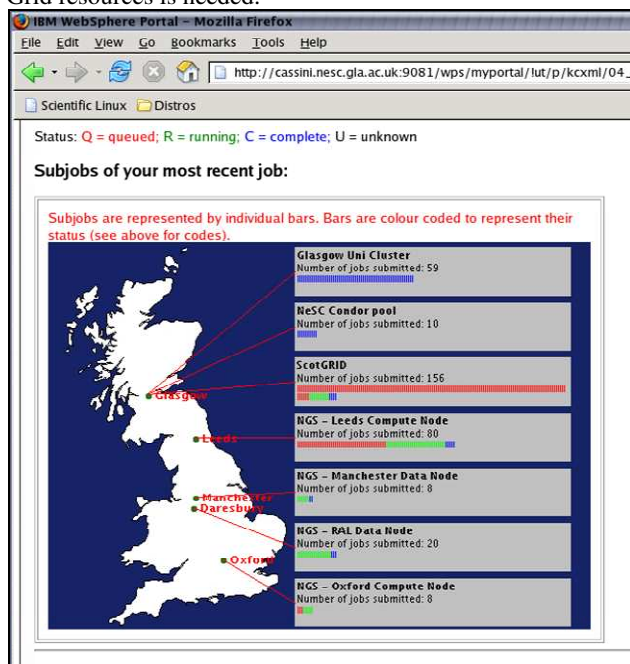 Grid resources is needed.
IBM WebSphere Portal - Mozilla Firefox
File Edit View Go Bookmarks Tools Help
http://cassini.nesc.gla.ac.uk:9081/wps/myportal/!ut/p/kcxml/04_
Scientific Linux Distros
Status: Q = queued; R = running; C = complete; U = unknown
Subjobs of your most recent job:
Subjobs are represented by individual bars. Bars are colour coded to represent their
status (see above for codes).
Glasgow Uni Cluster
Number of jobs submitted: 59
NeSC Condor pool
Number of jobs submitted: 10
ScotGRID
Number of jobs submitted: 156
Glasgow
NGS - Leeds Compute Node
Number of jobs submitted: 80
Leeds
NGS - Manchester Data Node
Number of jobs submitted: 8
Manchester
Daresbury
NGS - RAL Data Node
Number of jobs submitted: 20
Oxford
NGS - Oxford Compute Node
Number of jobs submitted: 8